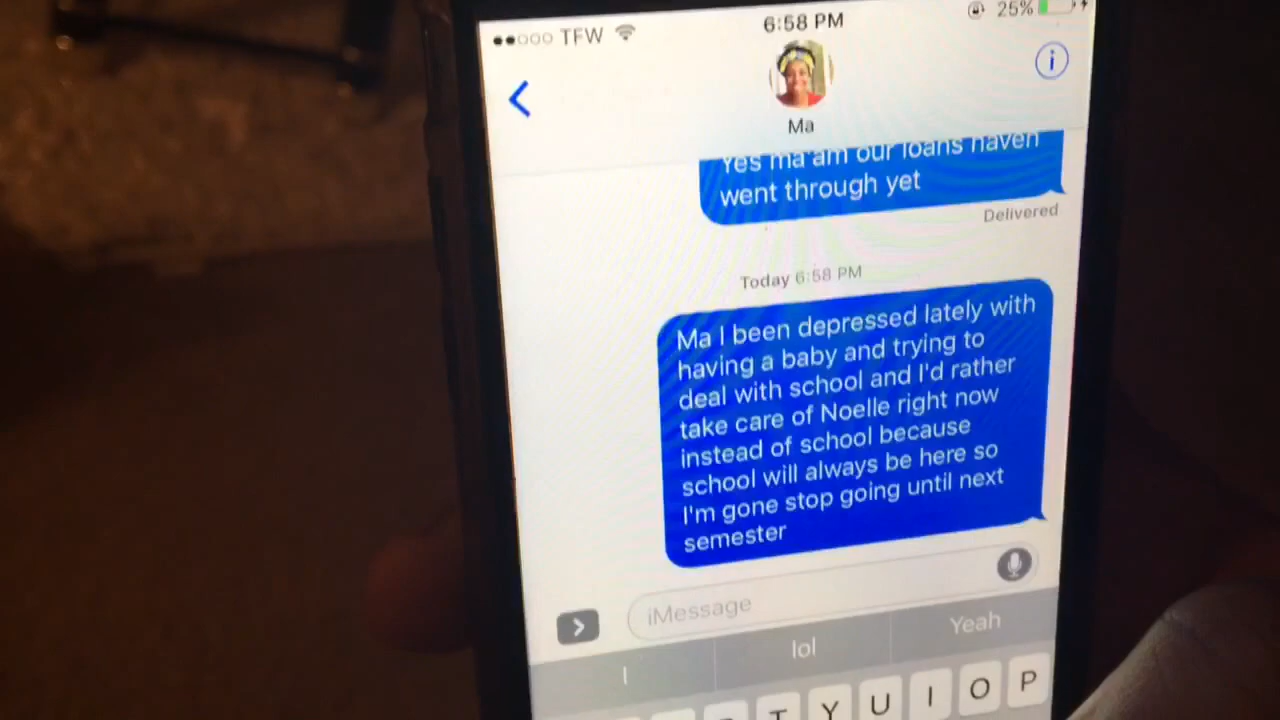 TFW
6:58 PM
25%
i
Ma
Yes ma'am our loans haven
went through yet
Delivered
Today 6:58 PM
Ma I been depressed lately with
having a baby and trying to
deal with school and I'd rather
take care of Noelle right now
instead of school because
school will always be here so
I'm gone stop going until next
semester
iMessage
I
lol
Yeah
T Y U I O P